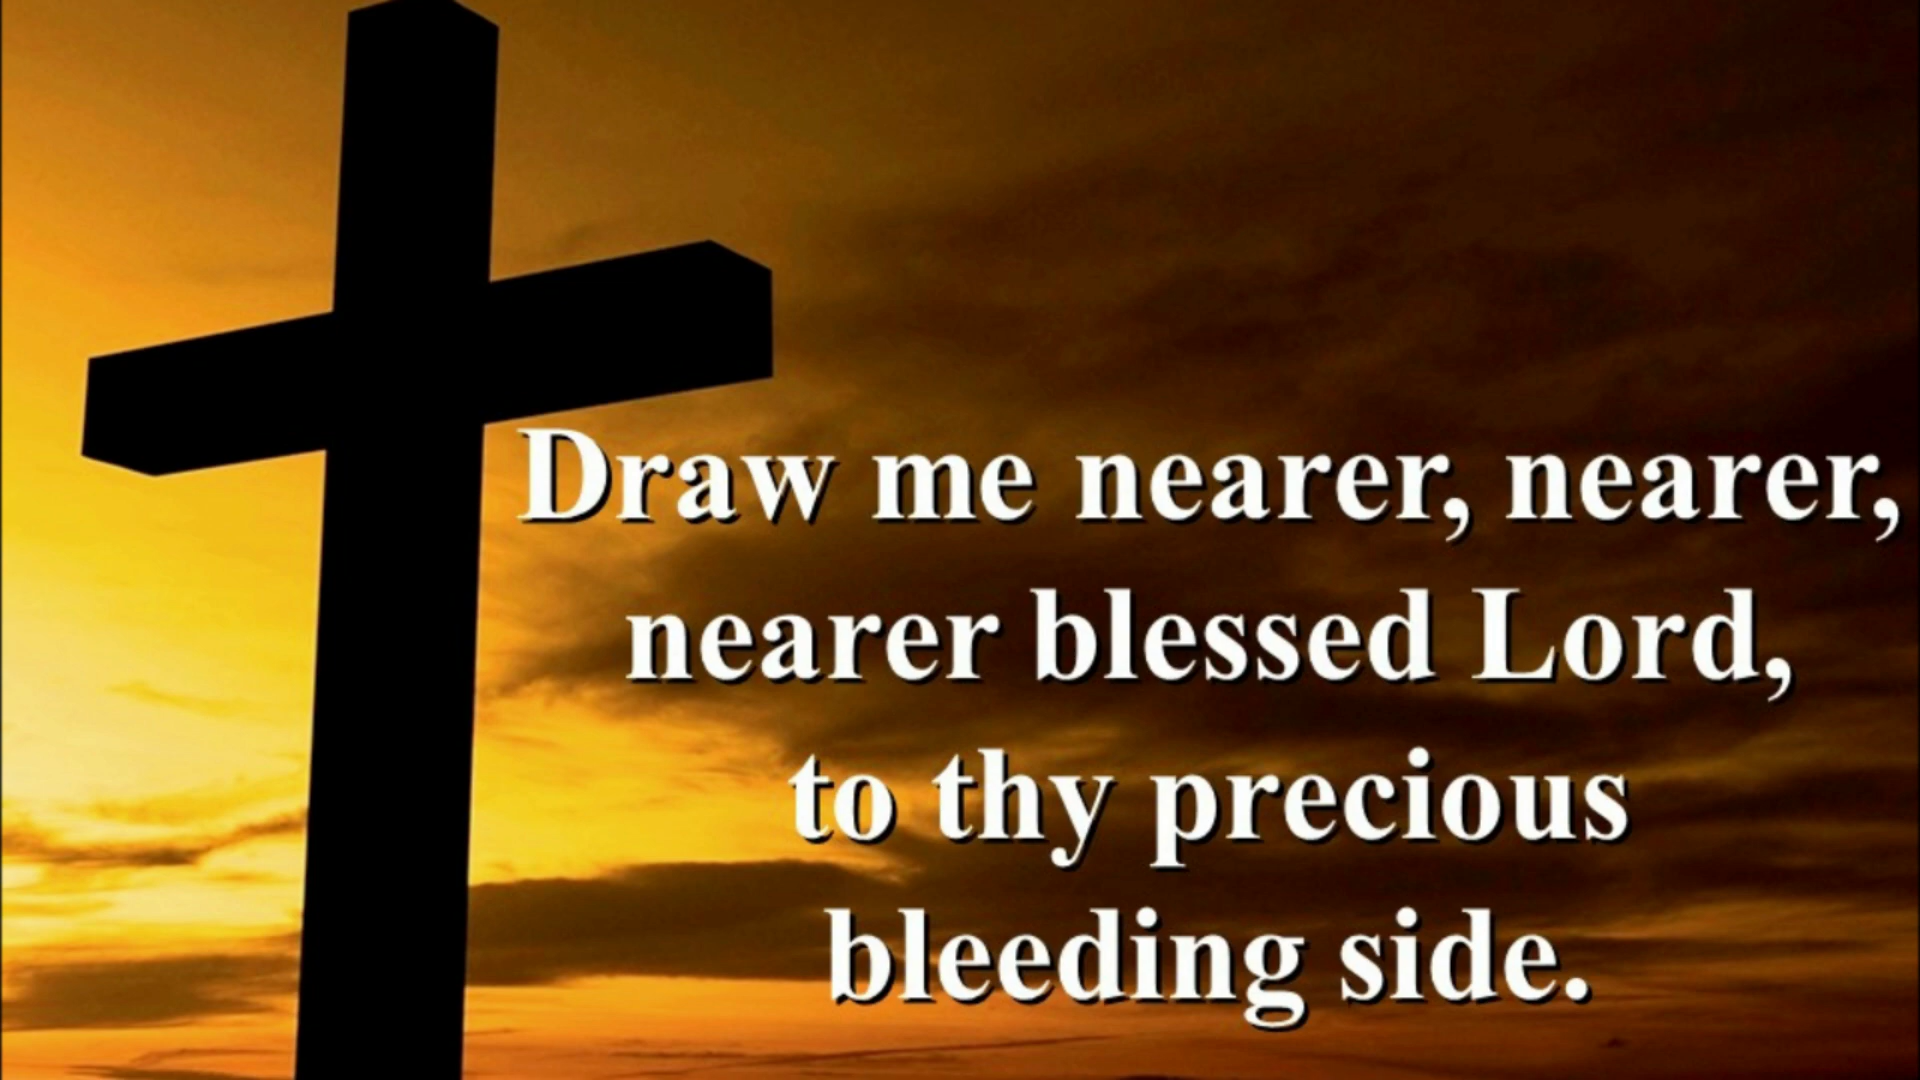 Draw me nearer, nearer,
nearer blessed Lord,
to thy precious
bleeding side.